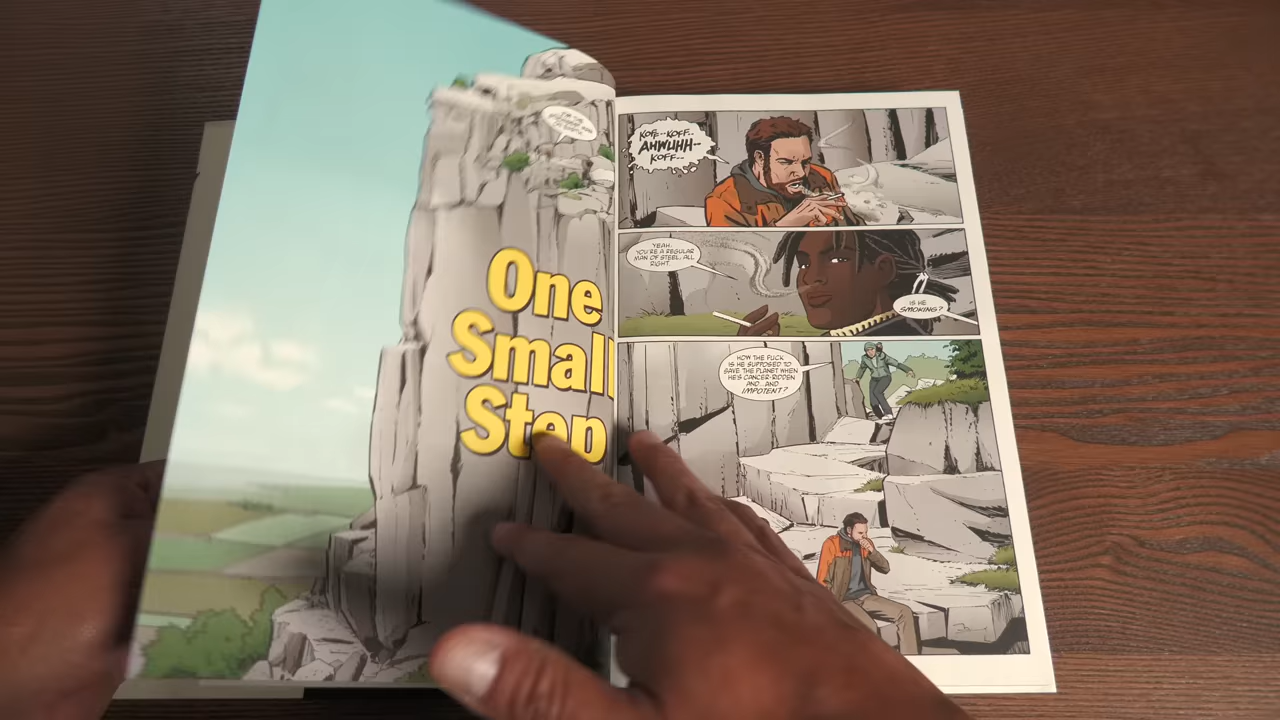 One
Small
Step
KOFF--KOFF--
AHWUHH--
KOFF--
YEAH.
YOU'RE A REGULAR
MAN OF STEEL, ALL
RIGHT.
IS HE
SMOKING?
HOW THE FUCK
IS HE SUPPOSED TO
SAVE THE PLANET WHEN
HE'S CANCER-RIDDEN
AND...AND
IMPOTENT?